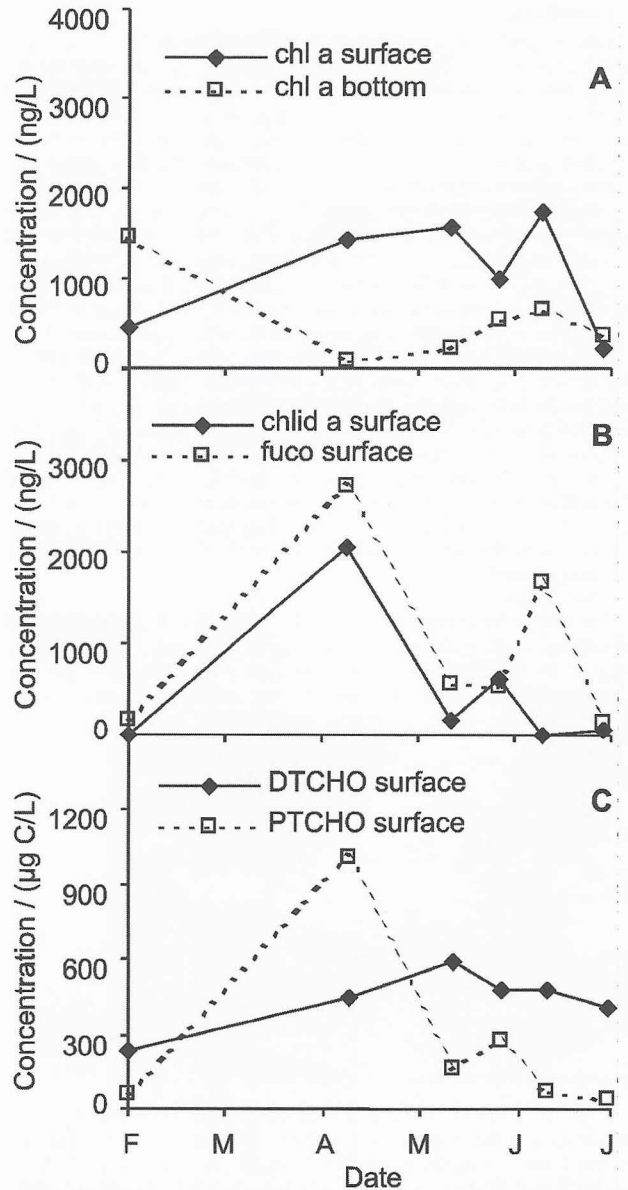 4000
3000
2000
1000
0
Concentration / (ng/L)
chl a surface
chl a bottom
A
3000
2000
1000
0
Concentration / (ng/L)
chlid a surface
fuco surface
B
1200
900
600
300
0
Concentration / (µg C/L)
DTCHO surface
PTCHO surface
C
F M A M J J
Date